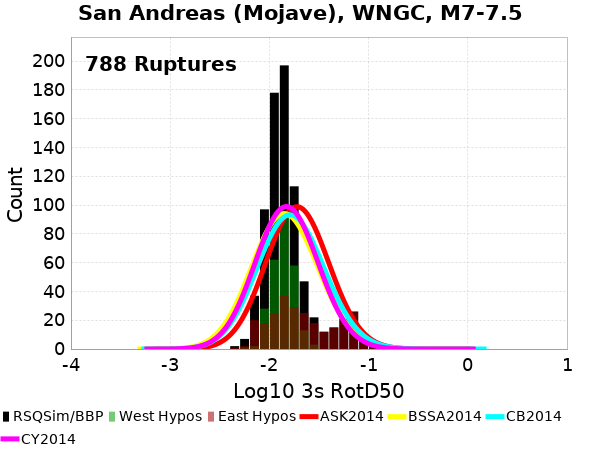 San Andreas (Mojave), WNGC, M7-7.5
788 Ruptures
Count
200
180
160
140
120
100
80
60
40
20
0
-4 -3 -2 -1 0 1
Log10 3s RotD50
RSQSim/BBP West Hypos East Hypos ASK2014 BSSA2014 CB2014
CY2014